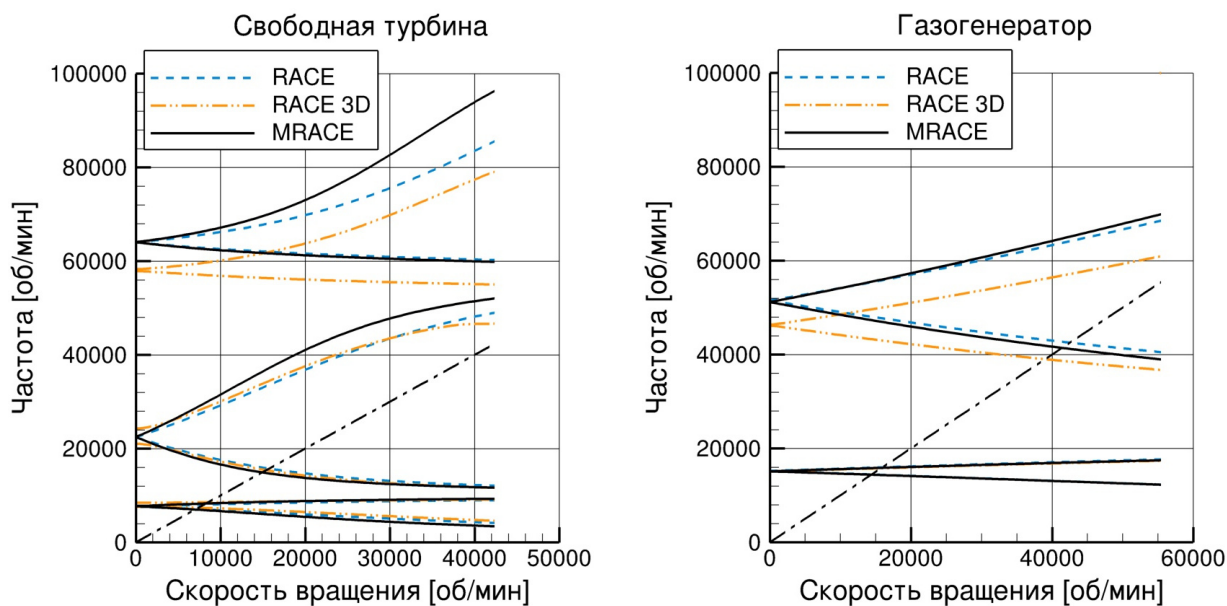 Свободная турбина
RACE
RACE 3D
MRACE
100000
80000
60000
40000
20000
0
0 10000 20000 30000 40000 50000
Частота [об/мин]
Скорость вращения [об/мин]
Газогенератор
RACE
RACE 3D
MRACE
100000
80000
60000
40000
20000
0
0 20000 40000 60000
Частота [об/мин]
Скорость вращения [об/мин]